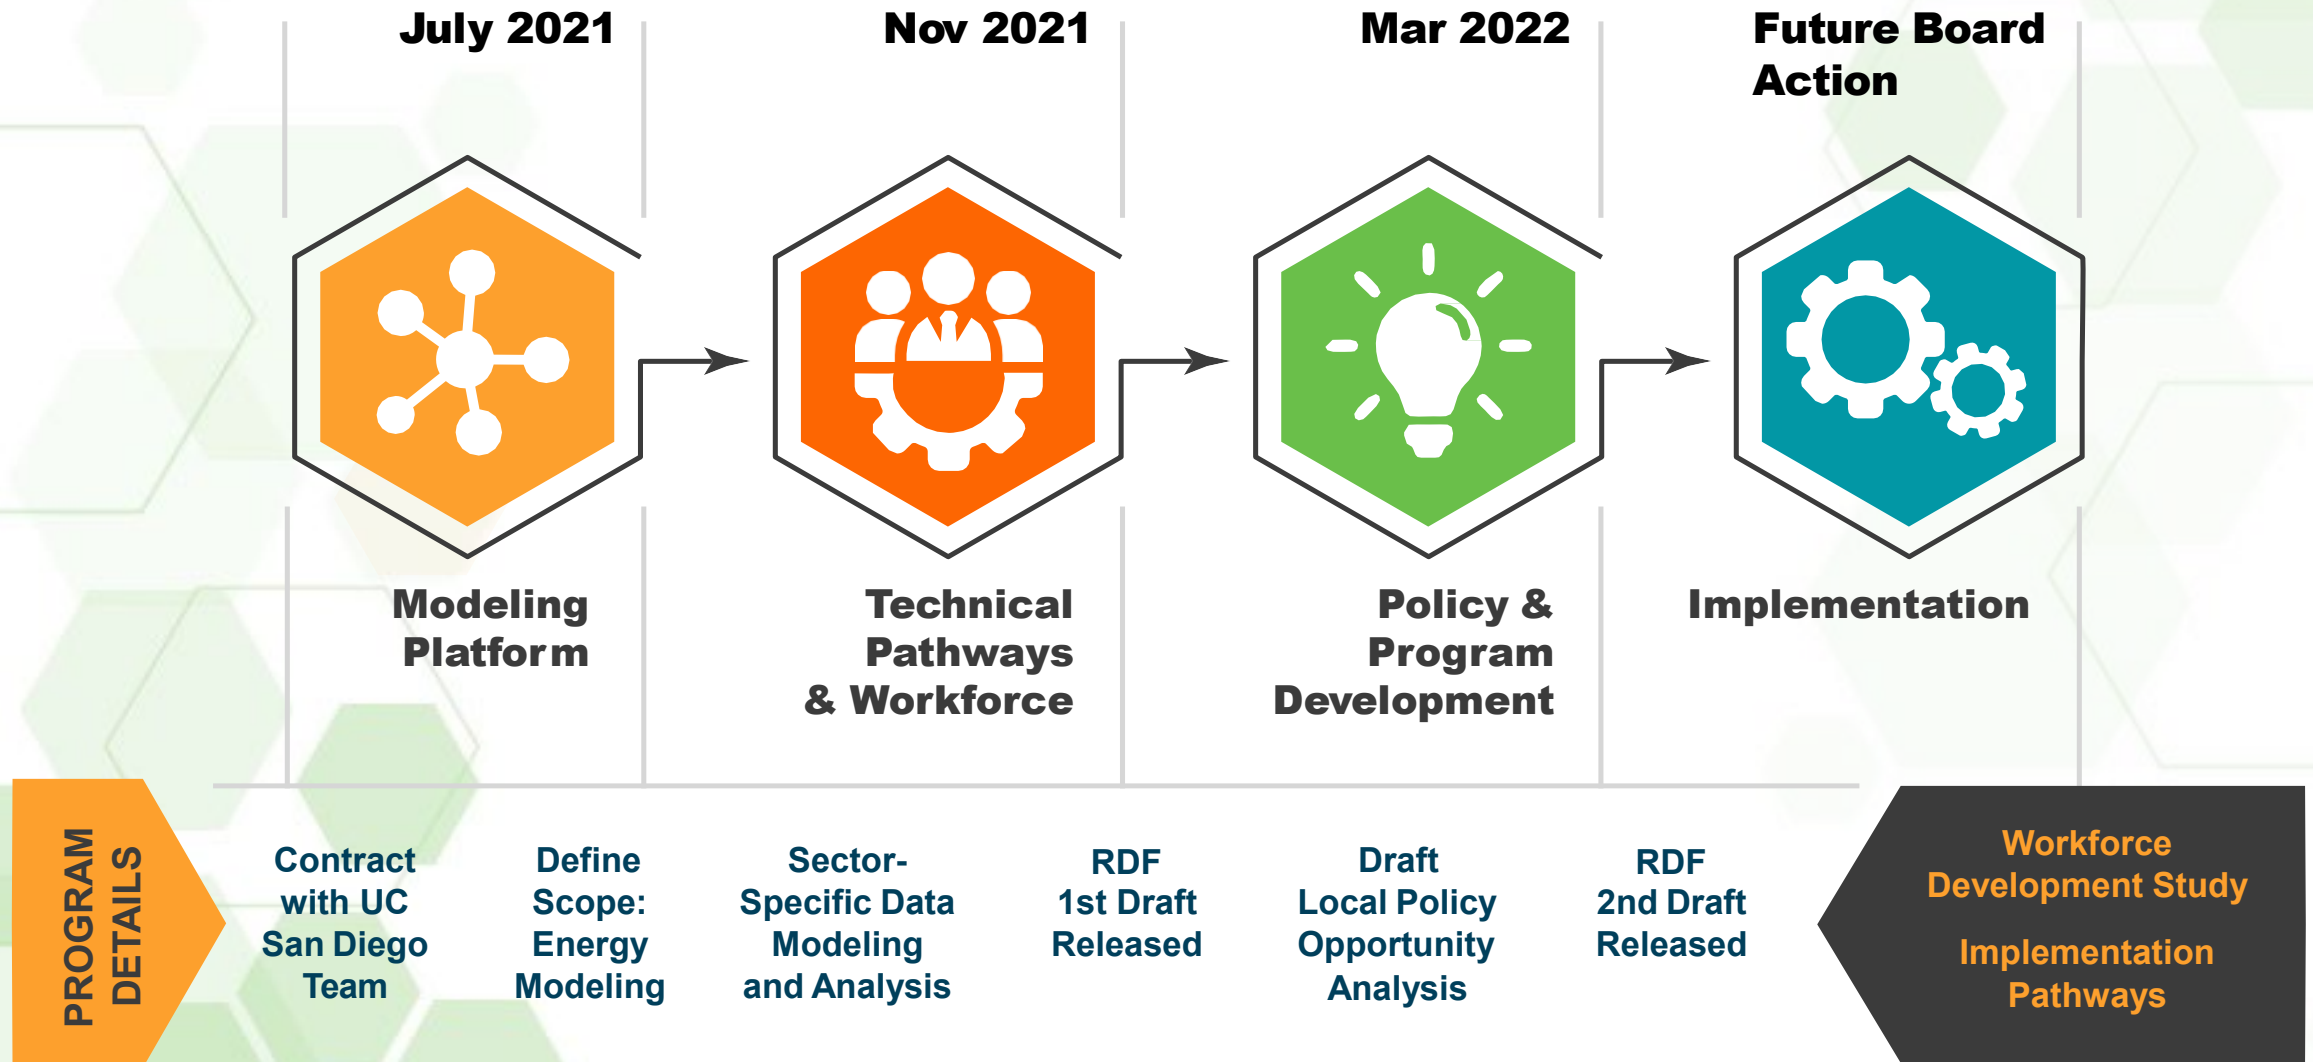 July 2021
Nov 2021
Mar 2022
Future Board
Action
Modeling
Platform
Technical
Pathways
& Workforce
Policy &
Program
Development
Implementation
PROGRAM
DETAILS
Contract
with UC
San Diego
Team
Define
Scope:
Energy
Modeling
Sector-
Specific Data
Modeling
and Analysis
RDF
1st Draft
Released
Draft
Local Policy
Opportunity
Analysis
RDF
2nd Draft
Released
Workforce
Development Study
Implementation
Pathways